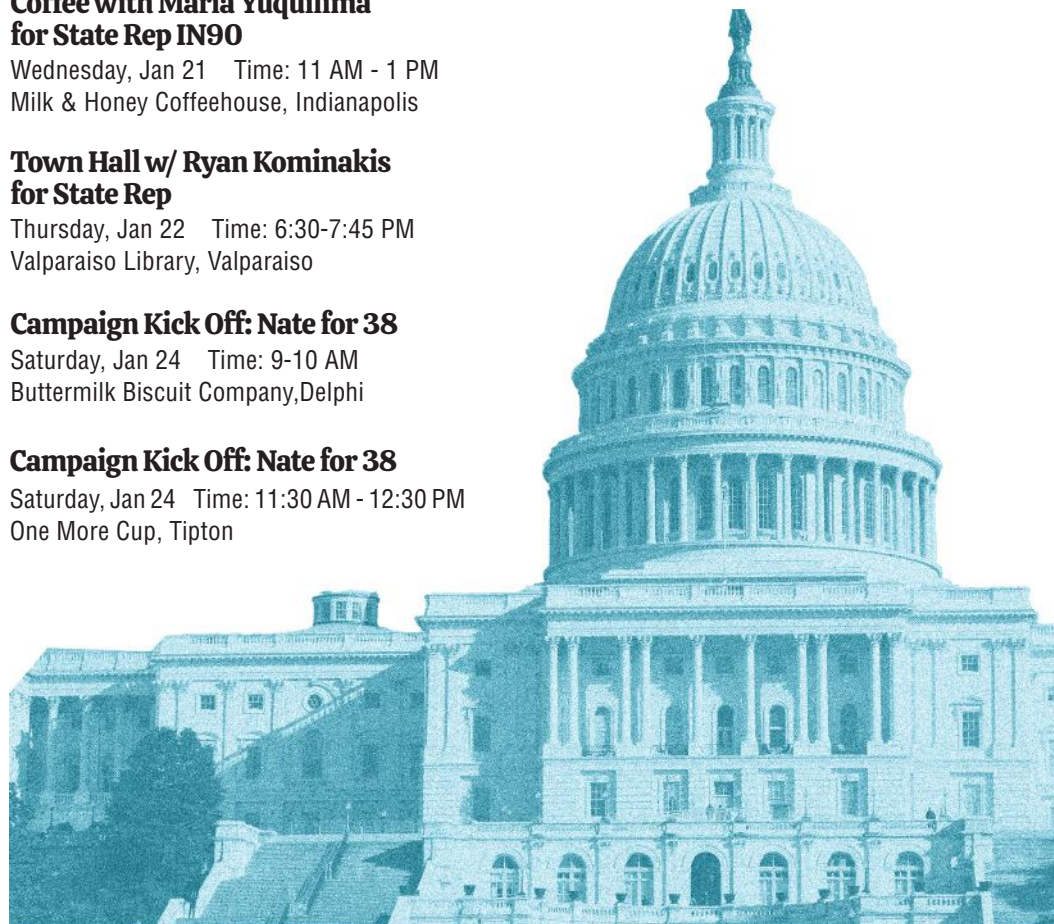 Coffee with Maria Yuquilima
for State Rep IN90
Wednesday, Jan 21 Time: 11 AM - 1 PM
Milk & Honey Coffeehouse, Indianapolis
Town Hall w/ Ryan Kominakis
for State Rep
Thursday, Jan 22 Time: 6:30-7:45 PM
Valparaiso Library, Valparaiso
Campaign Kick Off: Nate for 38
Saturday, Jan 24 Time: 9-10 AM
Buttermilk Biscuit Company,Delphi
Campaign Kick Off: Nate for 38
Saturday, Jan 24 Time: 11:30 AM - 12:30 PM
One More Cup, Tipton